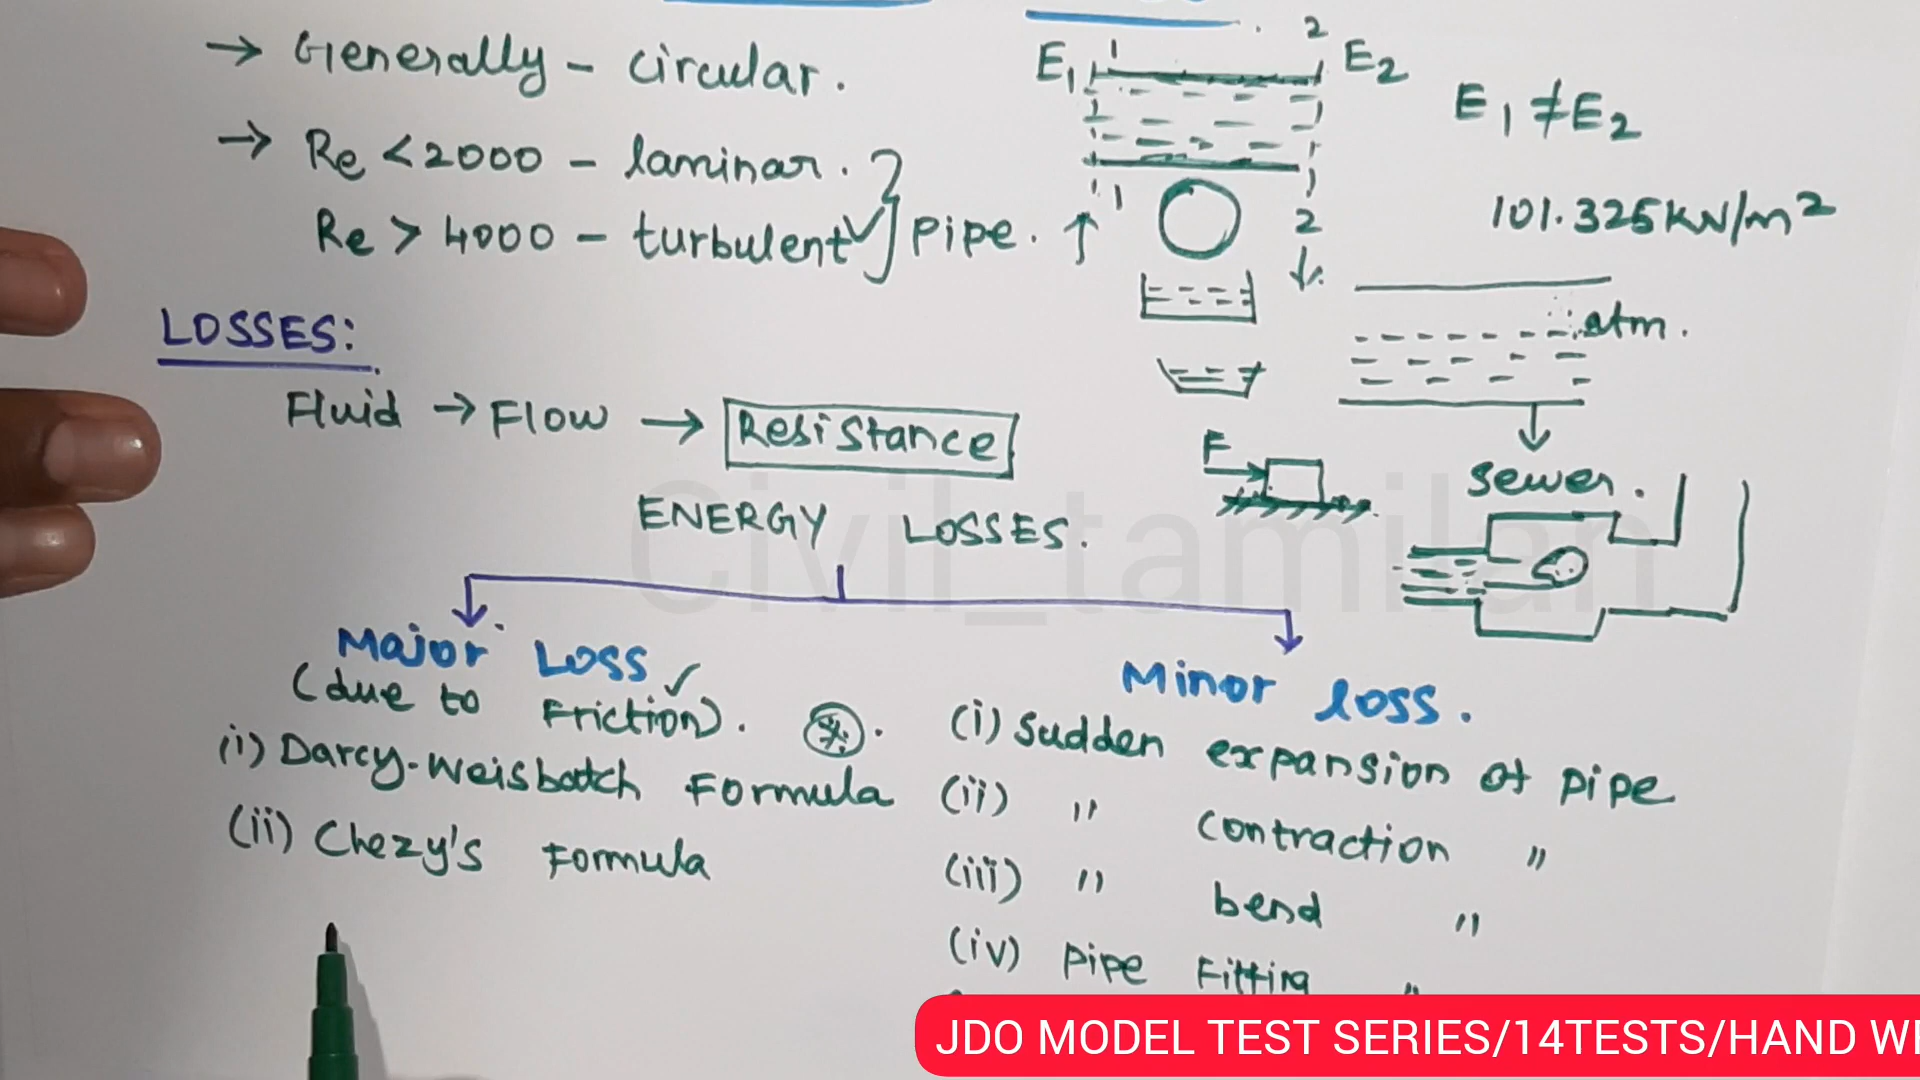 → Generally - circular.
→ Re < 2000 - laminar.
Re > 4000 - turbulent✓ } pipe. ↑
1 2
E1 E2
E1 ≠ E2
1 2
101.325 kN/m2
atm.
sewer.
F
LOSSES:
Fluid → Flow → Resistance
ENERGY LOSSES.
Civil_tamilan
Major Loss ✓
(due to Friction).
(i) Darcy-Weisbatch Formula
(ii) Chezy's Formula
Minor loss.
(i) Sudden expansion of pipe
(ii) " contraction "
(iii) " bend "
(iv) pipe Fitting "
JDO MODEL TEST SERIES/14TESTS/HAND WR